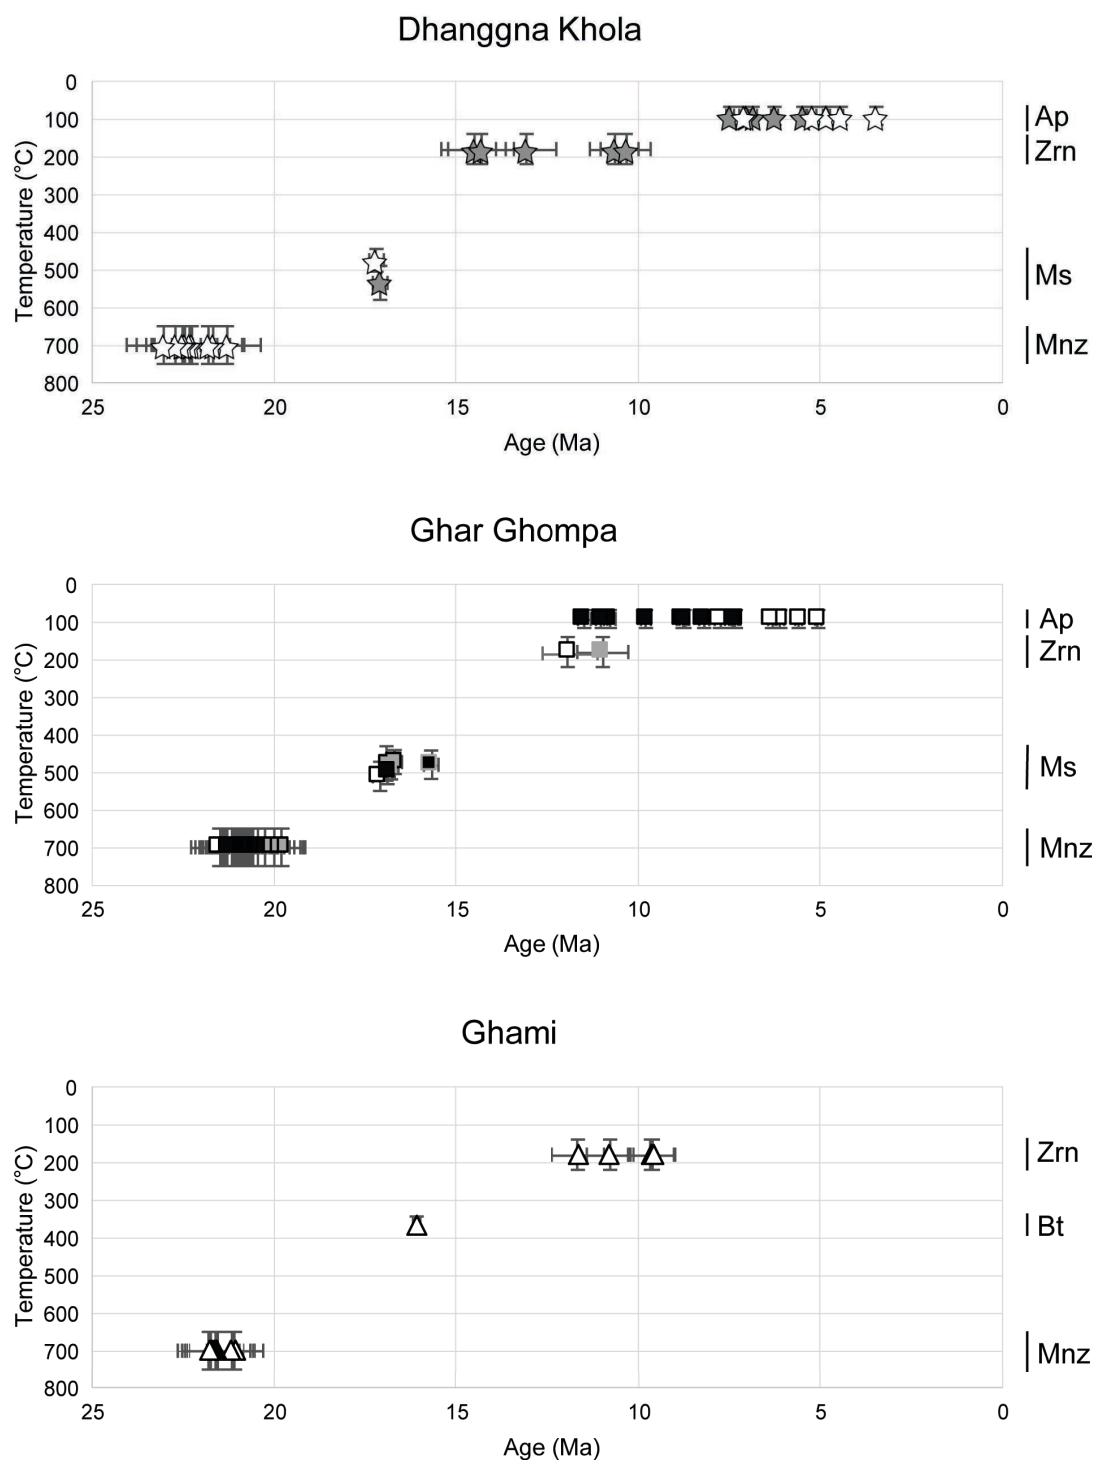 Dhanggna Khola
0
100
200
300
400
500
600
700
800
Temperature (°C)
Ap
Zrn
Ms
Mnz
25 20 15 10 5 0
Age (Ma)
Ghar Ghompa
0
100
200
300
400
500
600
700
800
Temperature (°C)
Ap
Zrn
Ms
Mnz
25 20 15 10 5 0
Age (Ma)
Ghami
0
100
200
300
400
500
600
700
800
Temperature (°C)
Zrn
Bt
Mnz
25 20 15 10 5 0
Age (Ma)